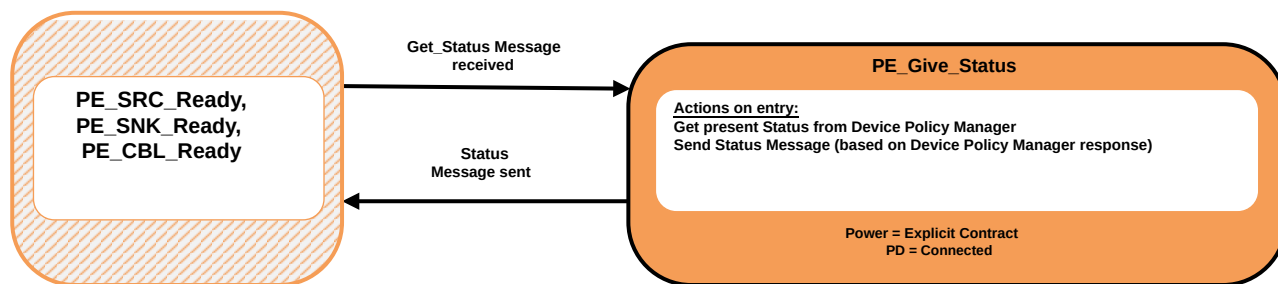 Get_Status Message
received
PE_SRC_Ready,
PE_SNK_Ready,
PE_CBL_Ready
Status
Message sent
PE_Give_Status
Actions on entry:
Get present Status from Device Policy Manager
Send Status Message (based on Device Policy Manager response)
Power = Explicit Contract
PD = Connected